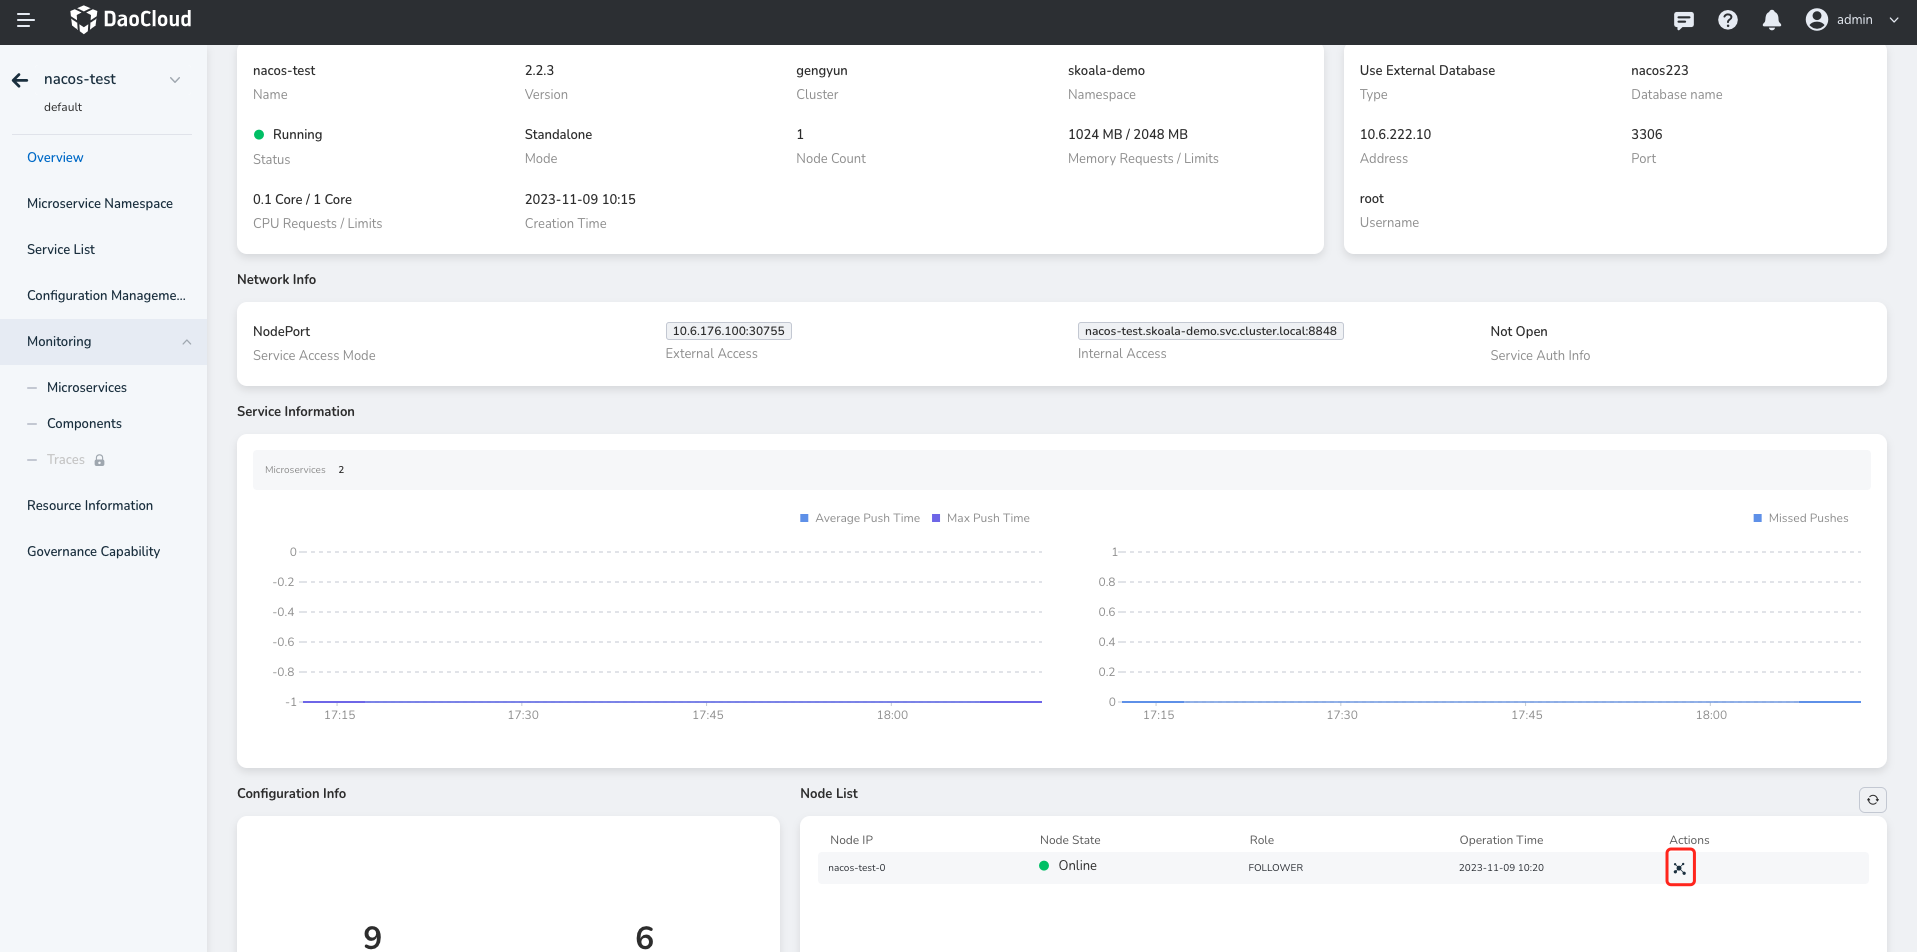 DaoCloud
admin
nacos-test
default
Overview
Microservice Namespace
Service List
Configuration Manageme...
Monitoring
Microservices
Components
Traces
Resource Information
Governance Capability
nacos-test 2.2.3 gengyun skoala-demo
Name Version Cluster Namespace
Running Standalone 1 1024 MB / 2048 MB
Status Mode Node Count Memory Requests / Limits
0.1 Core / 1 Core 2023-11-09 10:15
CPU Requests / Limits Creation Time
Use External Database nacos223
Type Database name
10.6.222.10 3306
Address Port
root
Username
Network Info
NodePort 10.6.176.100:30755 nacos-test.skoala-demo.svc.cluster.local:8848 Not Open
Service Access Mode External Access Internal Access Service Auth Info
Service Information
Microservices 2
Average Push Time Max Push Time
0
-0.2
-0.4
-0.6
-0.8
-1
17:15 17:30 17:45 18:00
Missed Pushes
1
0.8
0.6
0.4
0.2
0
17:15 17:30 17:45 18:00
Configuration Info
9 6
Node List
Node IP Node State Role Operation Time Actions
nacos-test-0 Online FOLLOWER 2023-11-09 10:20